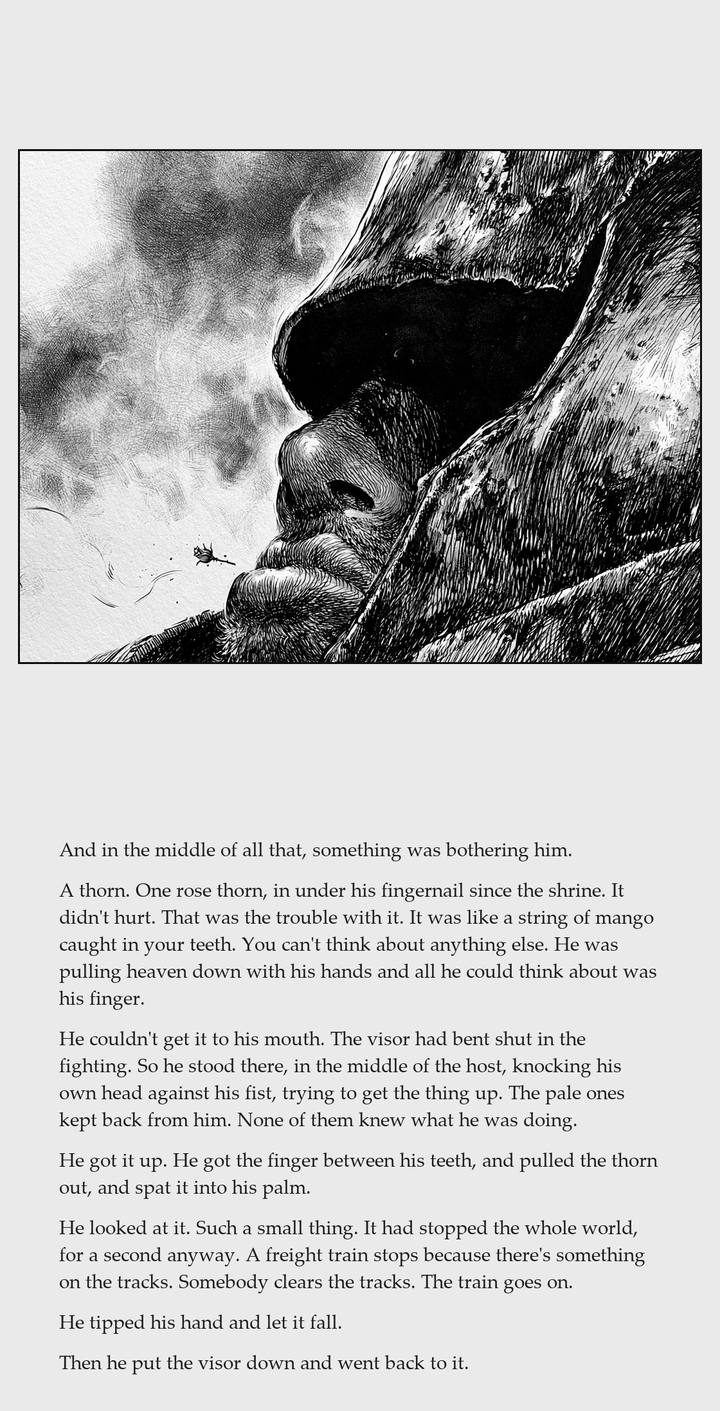 And in the middle of all that, something was bothering him.
A thorn. One rose thorn, in under his fingernail since the shrine. It
didn't hurt. That was the trouble with it. It was like a string of mango
caught in your teeth. You can't think about anything else. He was
pulling heaven down with his hands and all he could think about was
his finger.
He couldn't get it to his mouth. The visor had bent shut in the
fighting. So he stood there, in the middle of the host, knocking his
own head against his fist, trying to get the thing up. The pale ones
kept back from him. None of them knew what he was doing.
He got it up. He got the finger between his teeth, and pulled the thorn
out, and spat it into his palm.
He looked at it. Such a small thing. It had stopped the whole world,
for a second anyway. A freight train stops because there's something
on the tracks. Somebody clears the tracks. The train goes on.
He tipped his hand and let it fall.
Then he put the visor down and went back to it.